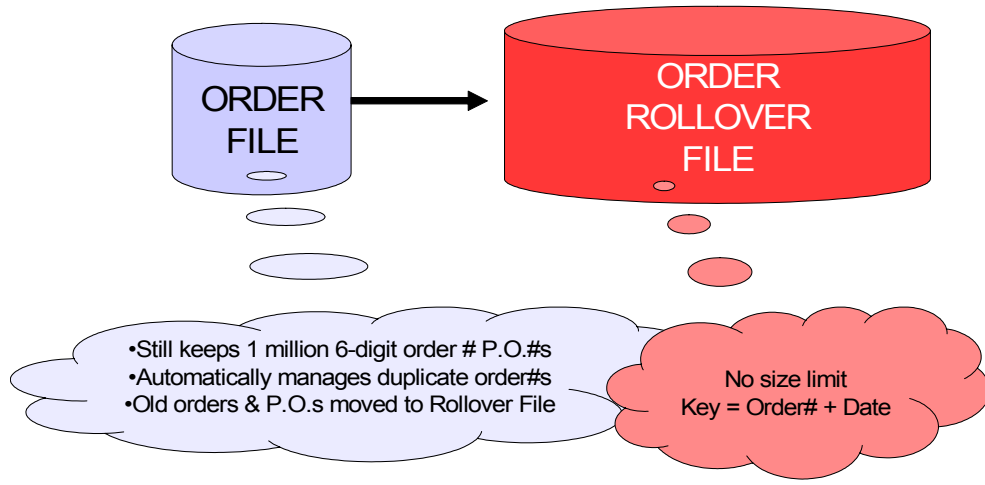 ORDER
FILE
ORDER
ROLLOVER
FILE
•Still keeps 1 million 6-digit order # P.O.#s
•Automatically manages duplicate order#s
•Old orders & P.O.s moved to Rollover File
No size limit
Key = Order# + Date